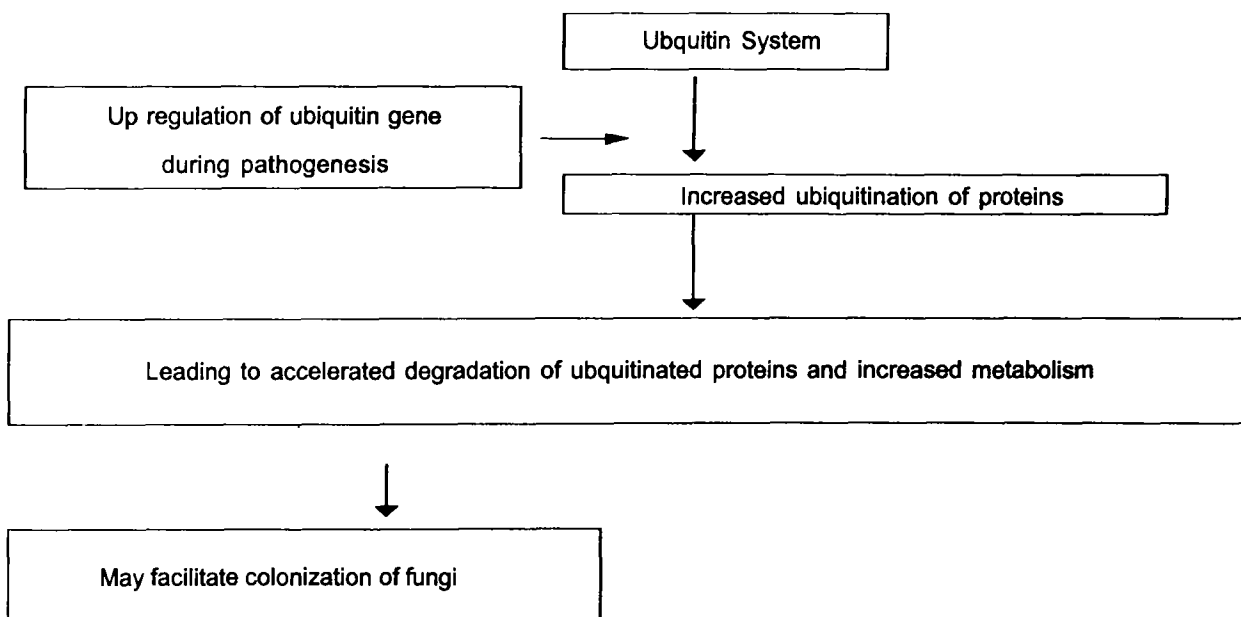 Ubquitin System
Up regulation of ubiquitin gene
during pathogenesis
Increased ubiquitination of proteins
Leading to accelerated degradation of ubquitinated proteins and increased metabolism
May facilitate colonization of fungi